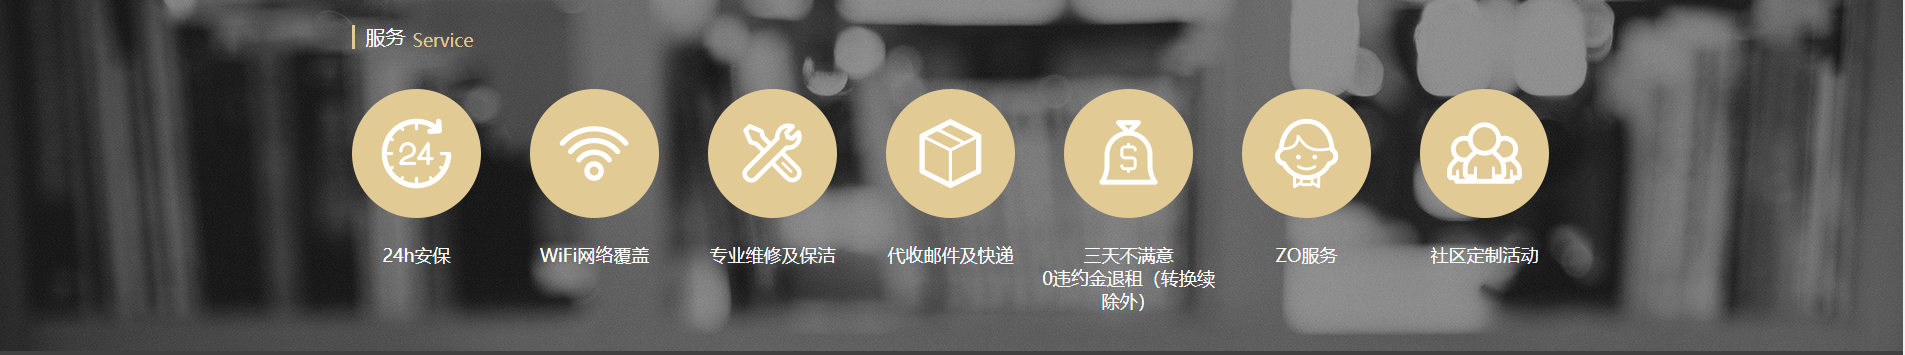 服务 Service
24
24h安保
WiFi网络覆盖
专业维修及保洁
代收邮件及快递
$
三天不满意
0违约金退租（转换续
除外）
ZO服务
社区定制活动